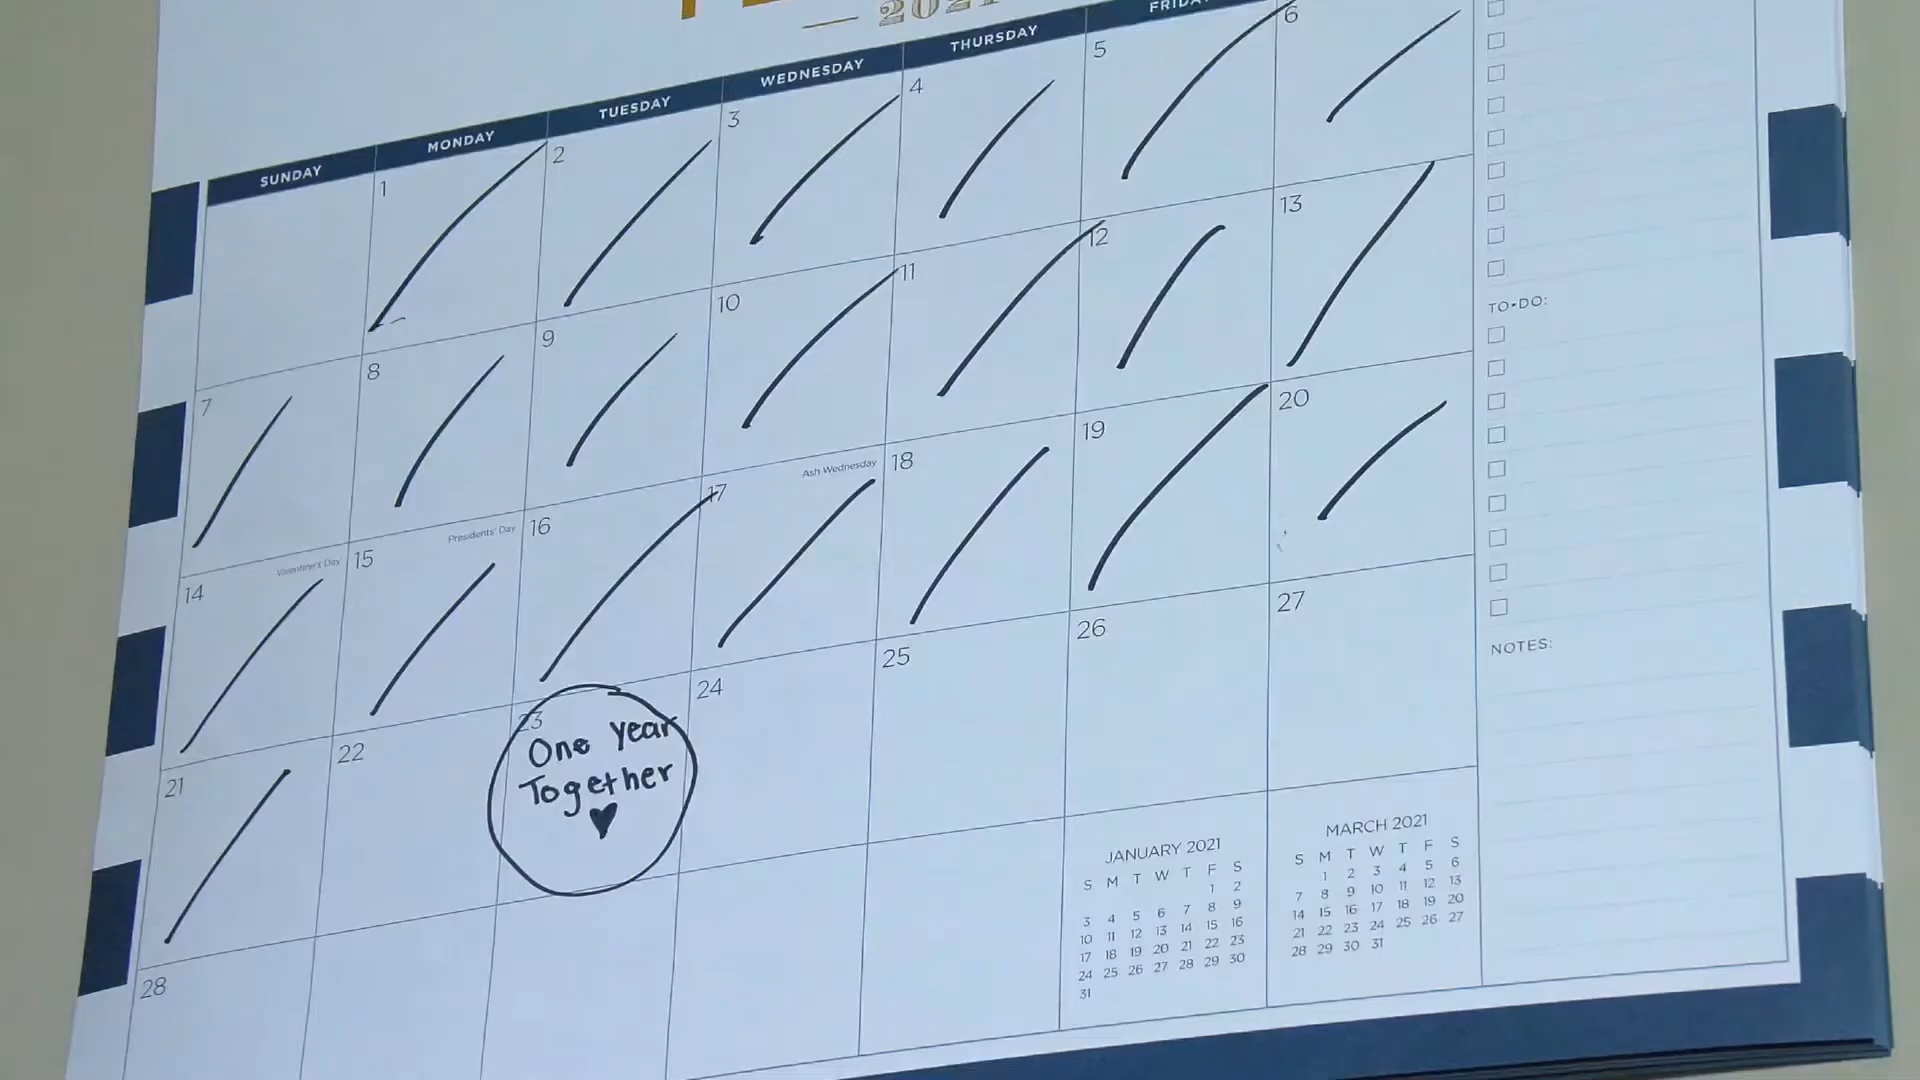 2021
SUNDAY MONDAY TUESDAY WEDNESDAY THURSDAY
1 2 3 4 5 6
7 8 9 10 11 12 13
14 Valentine's Day 15 Presidents' Day 16 17 Ash Wednesday 18 19 20
21 22 23 24 25 26 27
One Year
Together
28
JANUARY 2021
S M T W T F S
1 2
3 4 5 6 7 8 9
10 11 12 13 14 15 16
17 18 19 20 21 22 23
24 25 26 27 28 29 30
31
MARCH 2021
S M T W T F S
1 2 3 4 5 6
7 8 9 10 11 12 13
14 15 16 17 18 19 20
21 22 23 24 25 26 27
28 29 30 31
TO•DO:
NOTES: